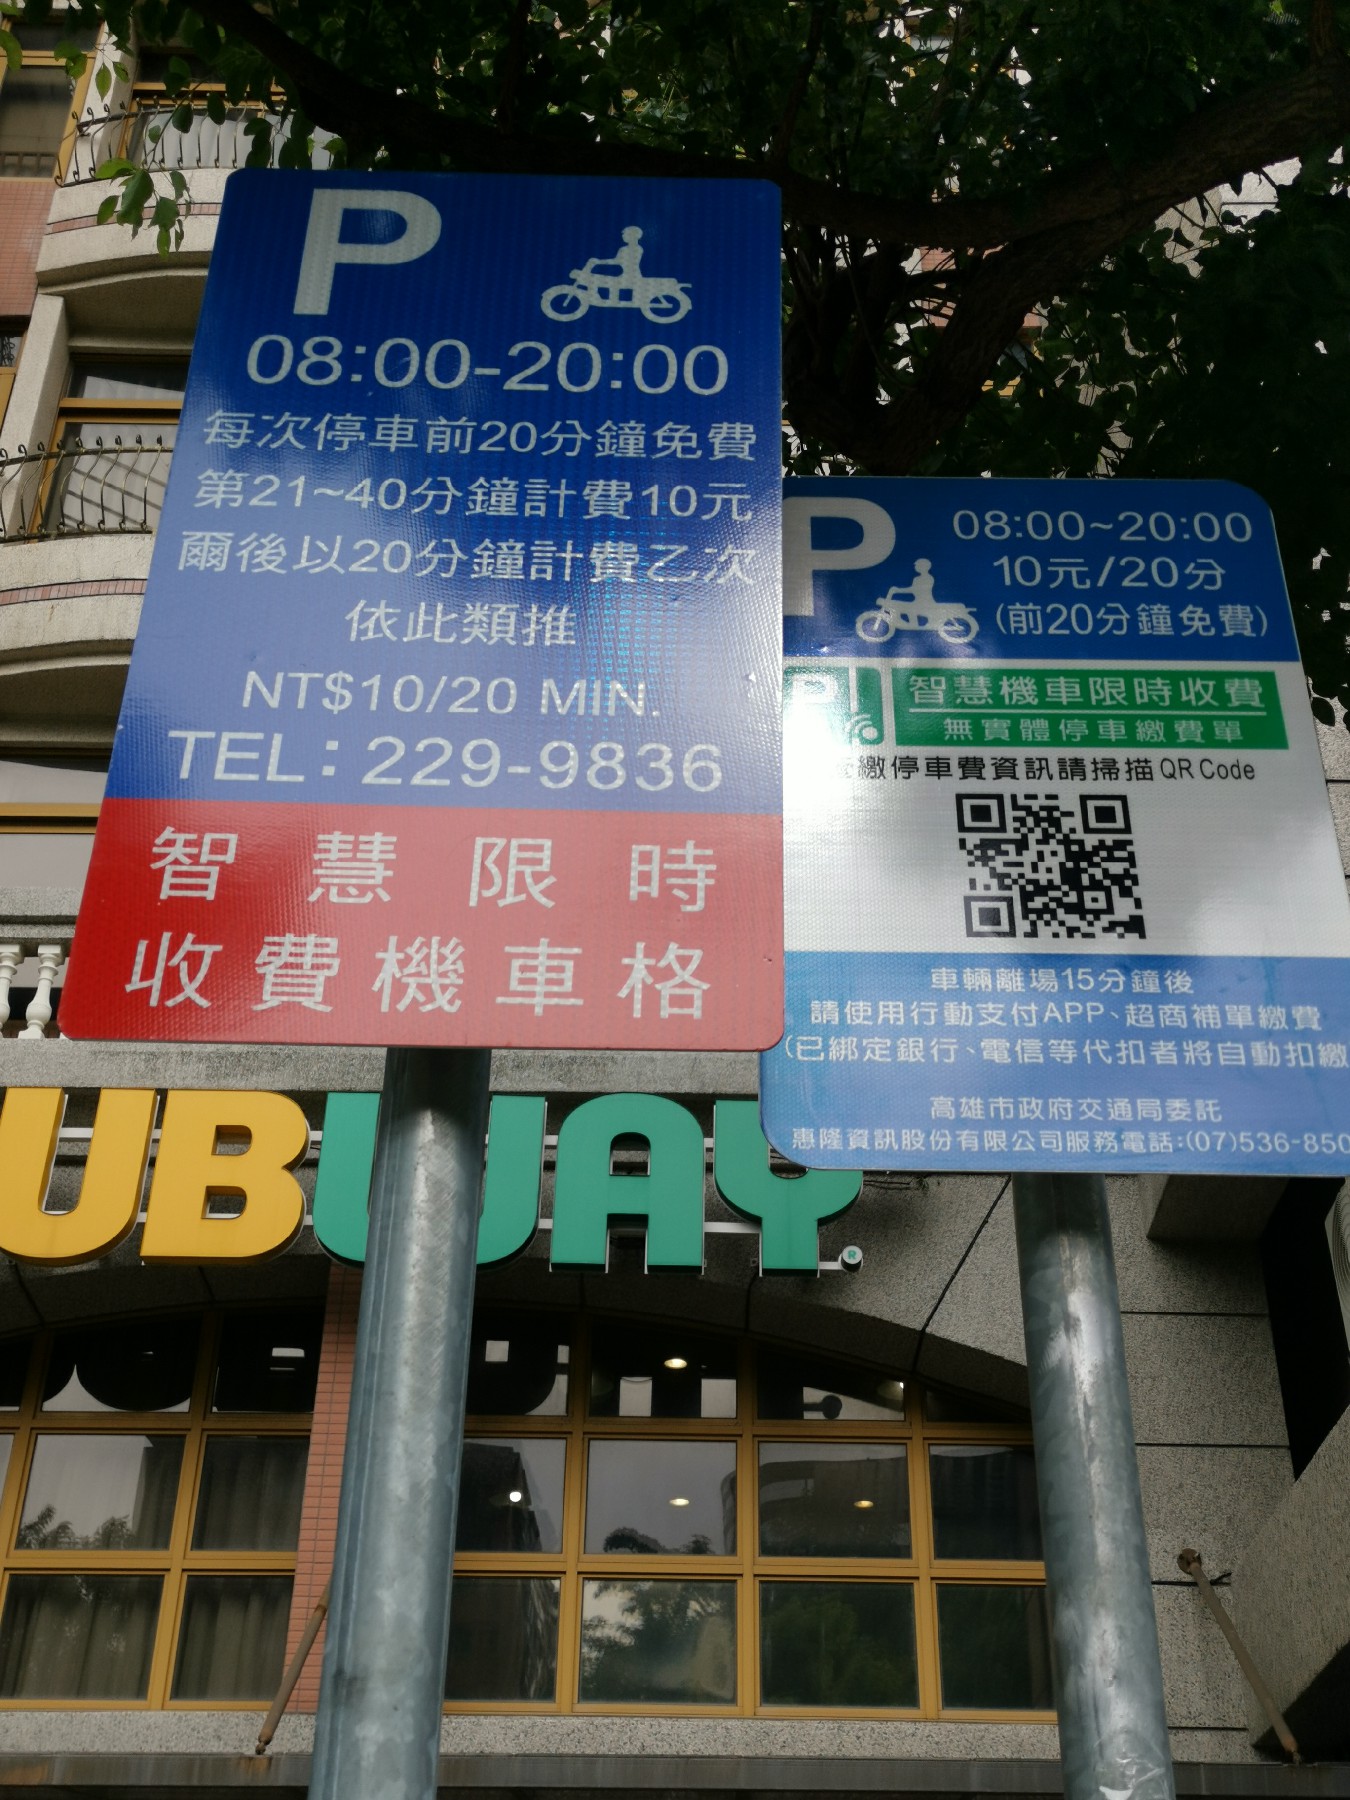 P
08:00-20:00
每次停車前20分鐘免費
第21~40分鐘計費10元
爾後以20分鐘計費乙次
依此類推
NT$10/20 MIN.
TEL：229-9836
智慧限時
收費機車格
P
08:00~20:00
10元/20分
(前20分鐘免費)
智慧機車限時收費
無實體停車繳費單
繳停車費資訊請掃描QR Code
車輛離場15分鐘後
請使用行動支付APP、超商補單繳費
(已綁定銀行、電信等代扣者將自動扣繳
高雄市政府交通局委託
惠隆資訊股份有限公司服務電話:(07)536-850
UBWAY®